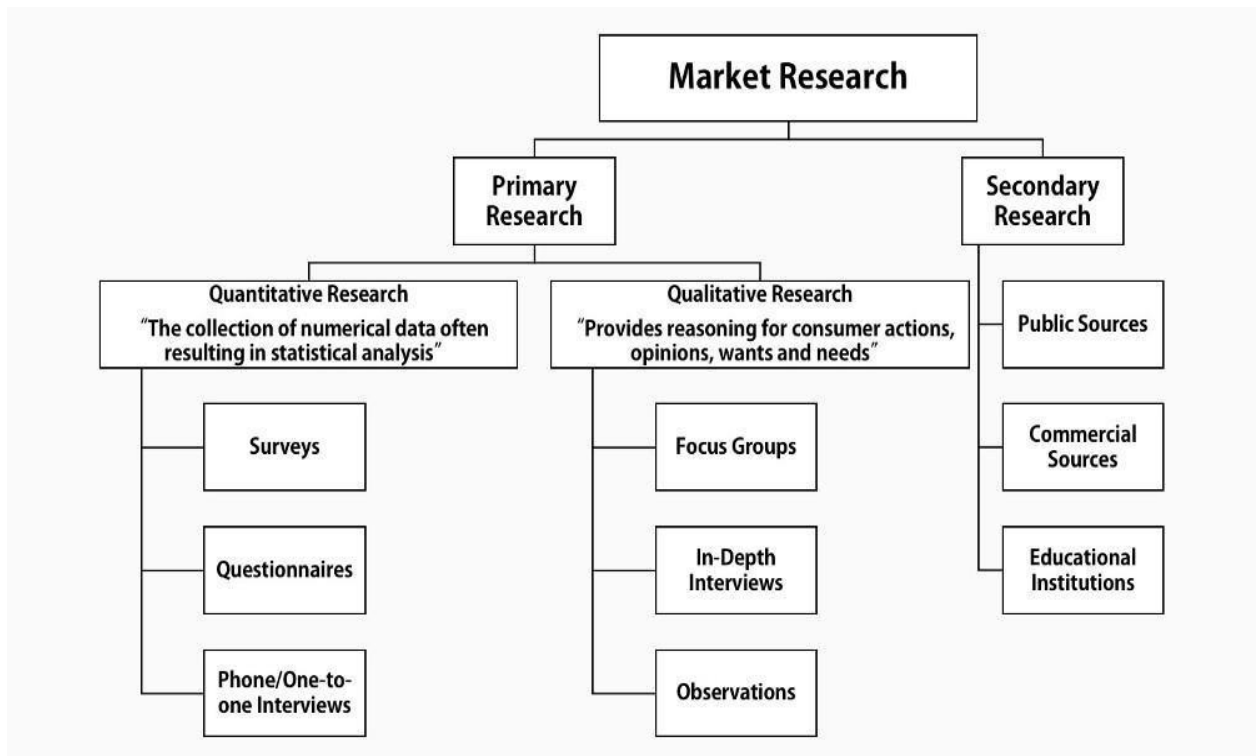 Market Research
Primary
Research
Secondary
Research
Quantitative Research
"The collection of numerical data often
resulting in statistical analysis"
Qualitative Research
"Provides reasoning for consumer actions,
opinions, wants and needs"
Public Sources
Surveys
Focus Groups
Commercial
Sources
Questionnaires
In-Depth
Interviews
Educational
Institutions
Phone/One-to-
one Interviews
Observations